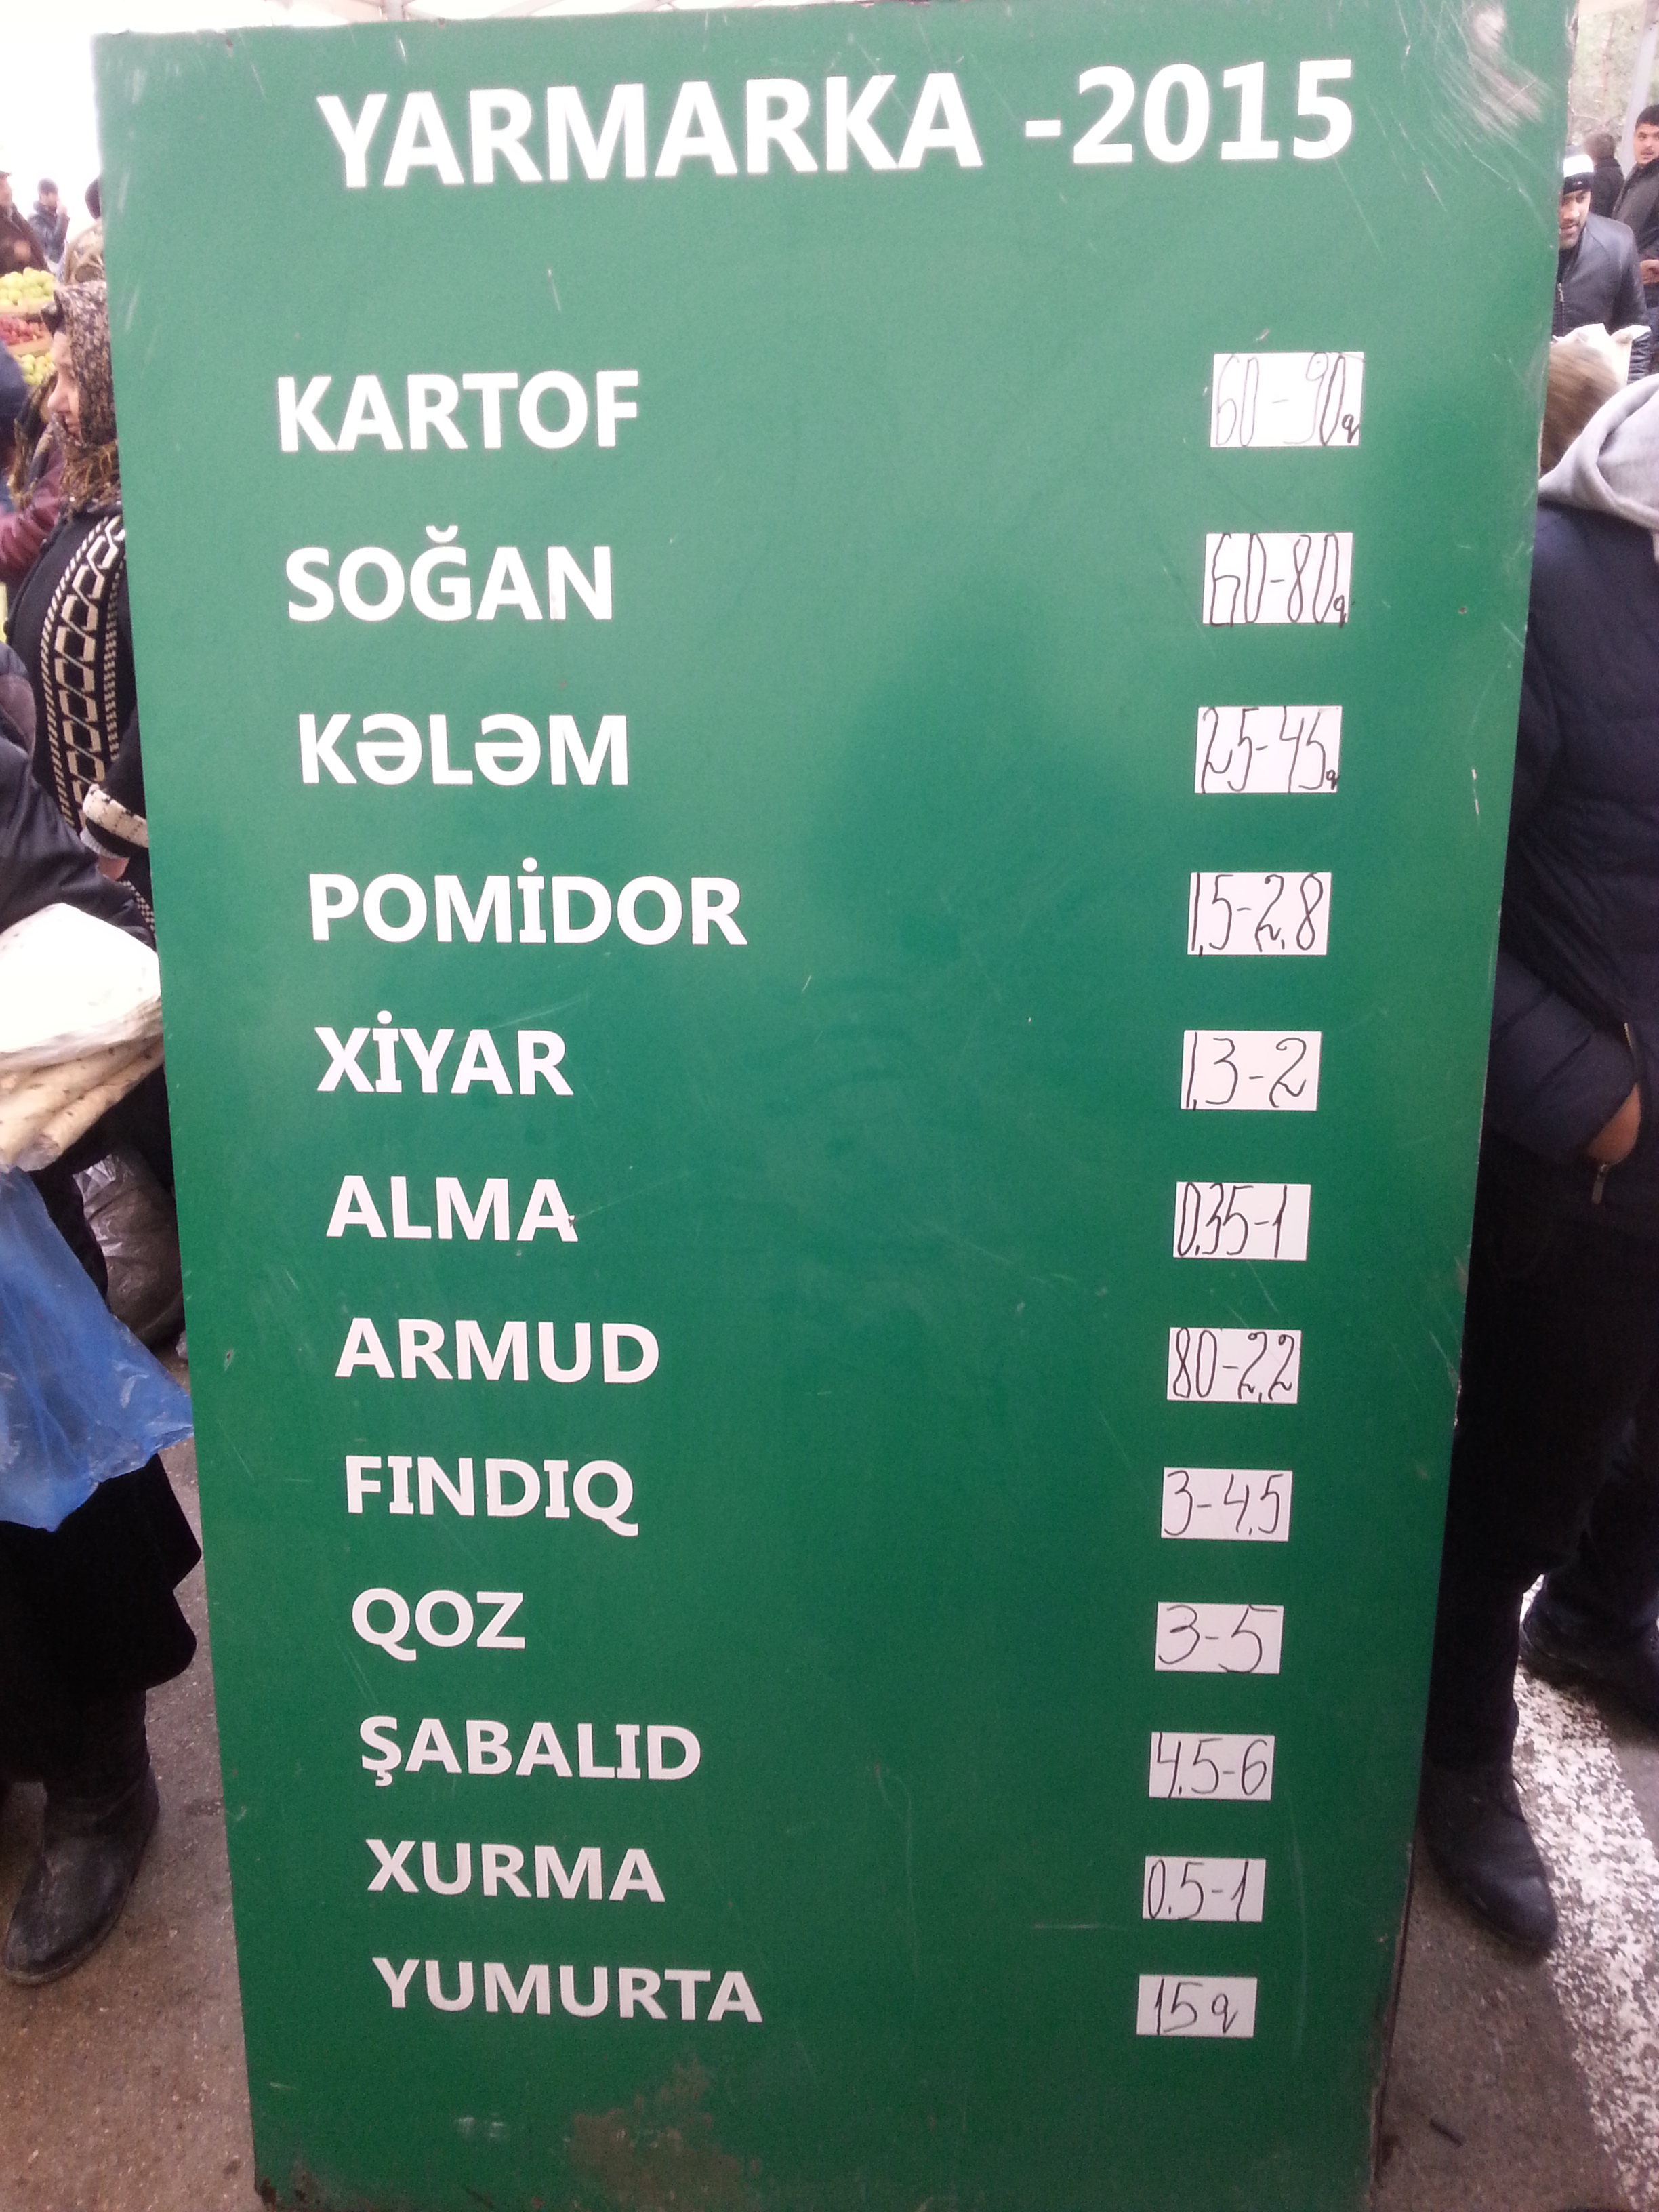 YARMARKA -2015
KARTOF 60-90q
SOĞAN 60-80q
KƏLƏM 25-45q
POMİDOR 1,5-2,8
XİYAR 1,3-2
ALMA 0,35-1
ARMUD 80-2,2
FINDIQ 3-4,5
QOZ 3-5
ŞABALID 4,5-6
XURMA 0.5-1
YUMURTA 15q